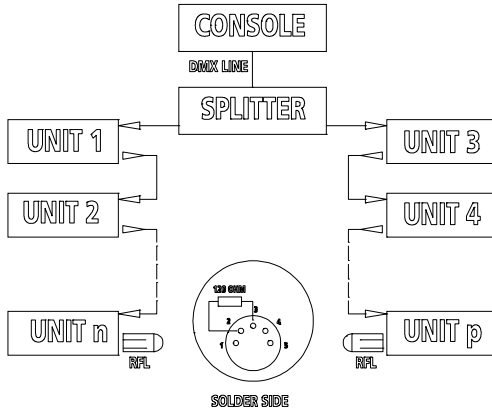 CONSOLE
DMX LINE
SPLITTER
UNIT 1
UNIT 3
UNIT 2
UNIT 4
120 OHM
3
2
4
1
5
UNIT n
RFL
UNIT p
RFL
SOLDER SIDE